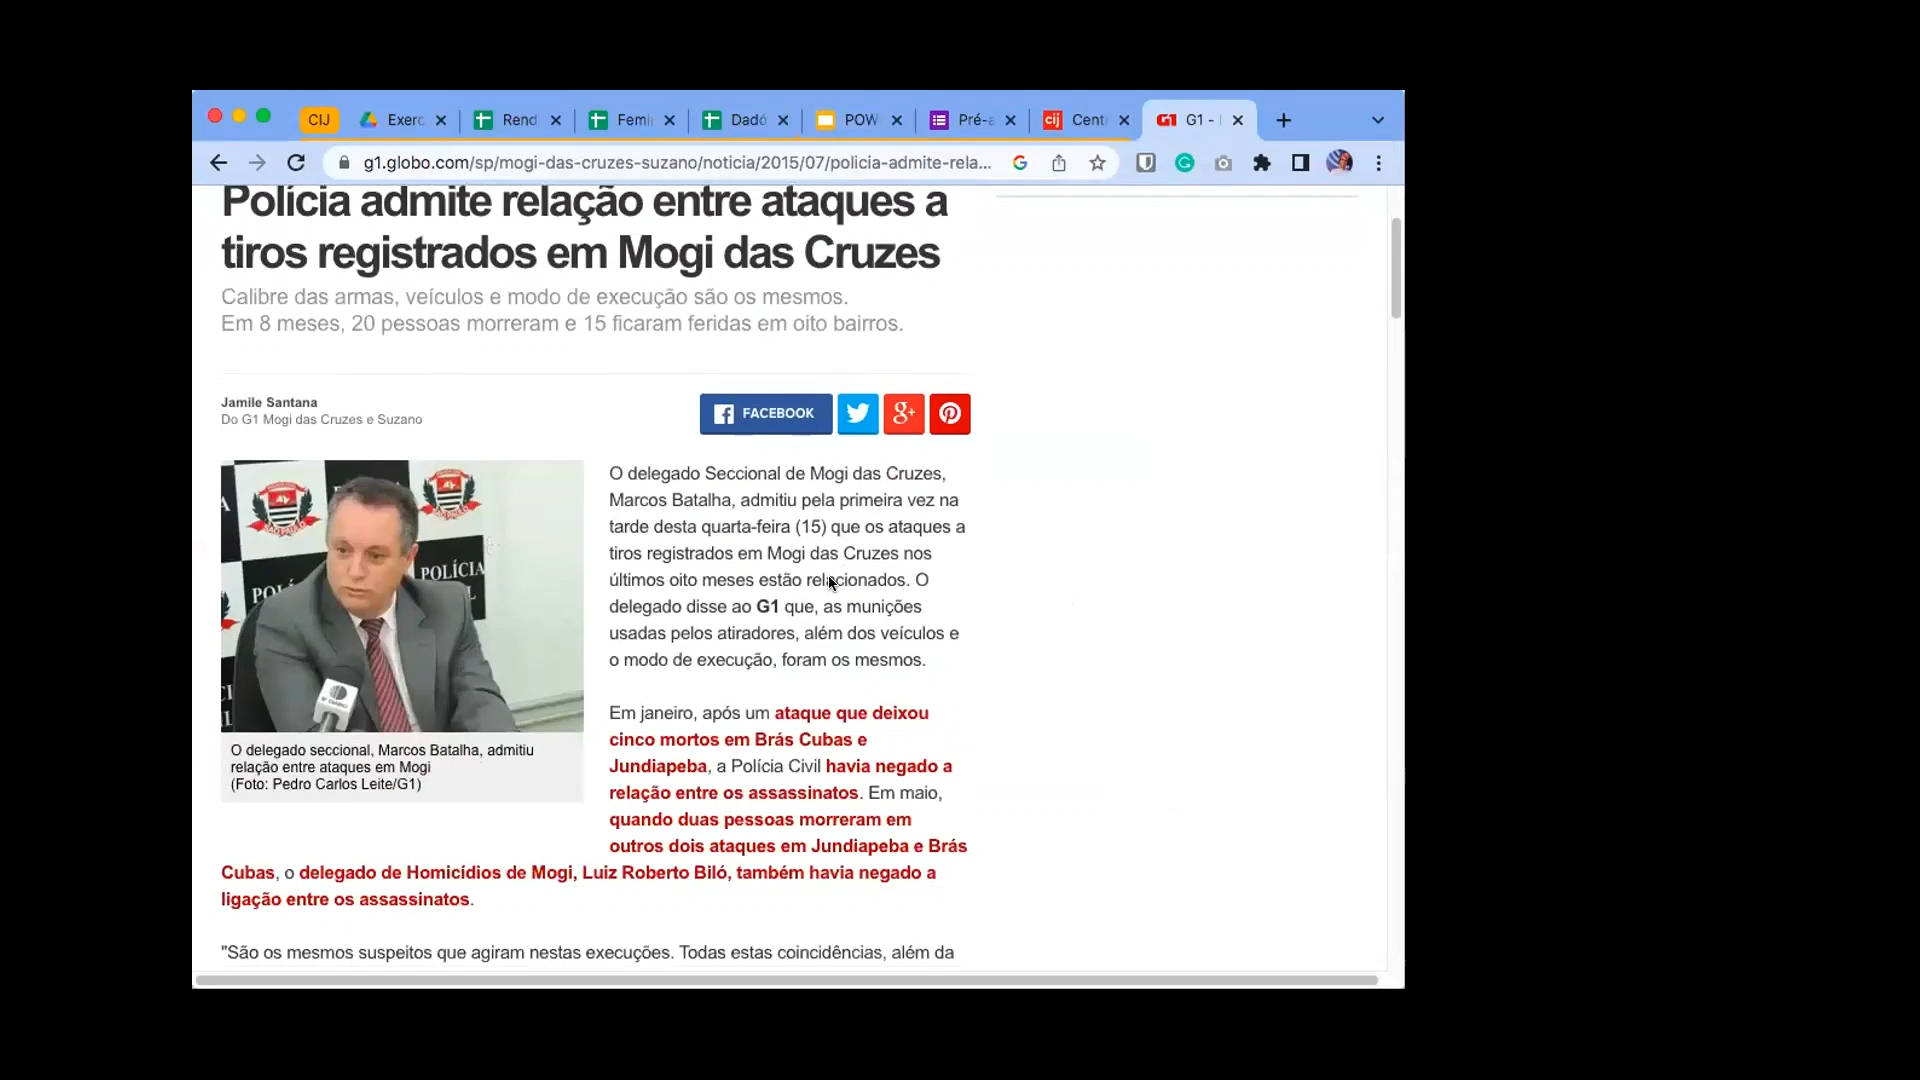 CIJ
Exerc
Rend
Femi
Dadó
POW
Pré-a
cij
Cent
G1
G1 -
g1.globo.com/sp/mogi-das-cruzes-suzano/noticia/2015/07/policia-admite-rela...
Polícia admite relação entre ataques a
tiros registrados em Mogi das Cruzes
Calibre das armas, veículos e modo de execução são os mesmos.
Em 8 meses, 20 pessoas morreram e 15 ficaram feridas em oito bairros.
Jamile Santana
Do G1 Mogi das Cruzes e Suzano
FACEBOOK
g+
SÃO PAULO
POLÍCIA
O delegado seccional, Marcos Batalha, admitiu
relação entre ataques em Mogi
(Foto: Pedro Carlos Leite/G1)
O delegado Seccional de Mogi das Cruzes,
Marcos Batalha, admitiu pela primeira vez na
tarde desta quarta-feira (15) que os ataques a
tiros registrados em Mogi das Cruzes nos
últimos oito meses estão relacionados. O
delegado disse ao G1 que, as munições
usadas pelos atiradores, além dos veículos e
o modo de execução, foram os mesmos.
Em janeiro, após um ataque que deixou
cinco mortos em Brás Cubas e
Jundiapeba, a Polícia Civil havia negado a
relação entre os assassinatos. Em maio,
quando duas pessoas morreram em
outros dois ataques em Jundiapeba e Brás
Cubas, o delegado de Homicídios de Mogi, Luiz Roberto Biló, também havia negado a
ligação entre os assassinatos.
"São os mesmos suspeitos que agiram nestas execuções. Todas estas coincidências, além da